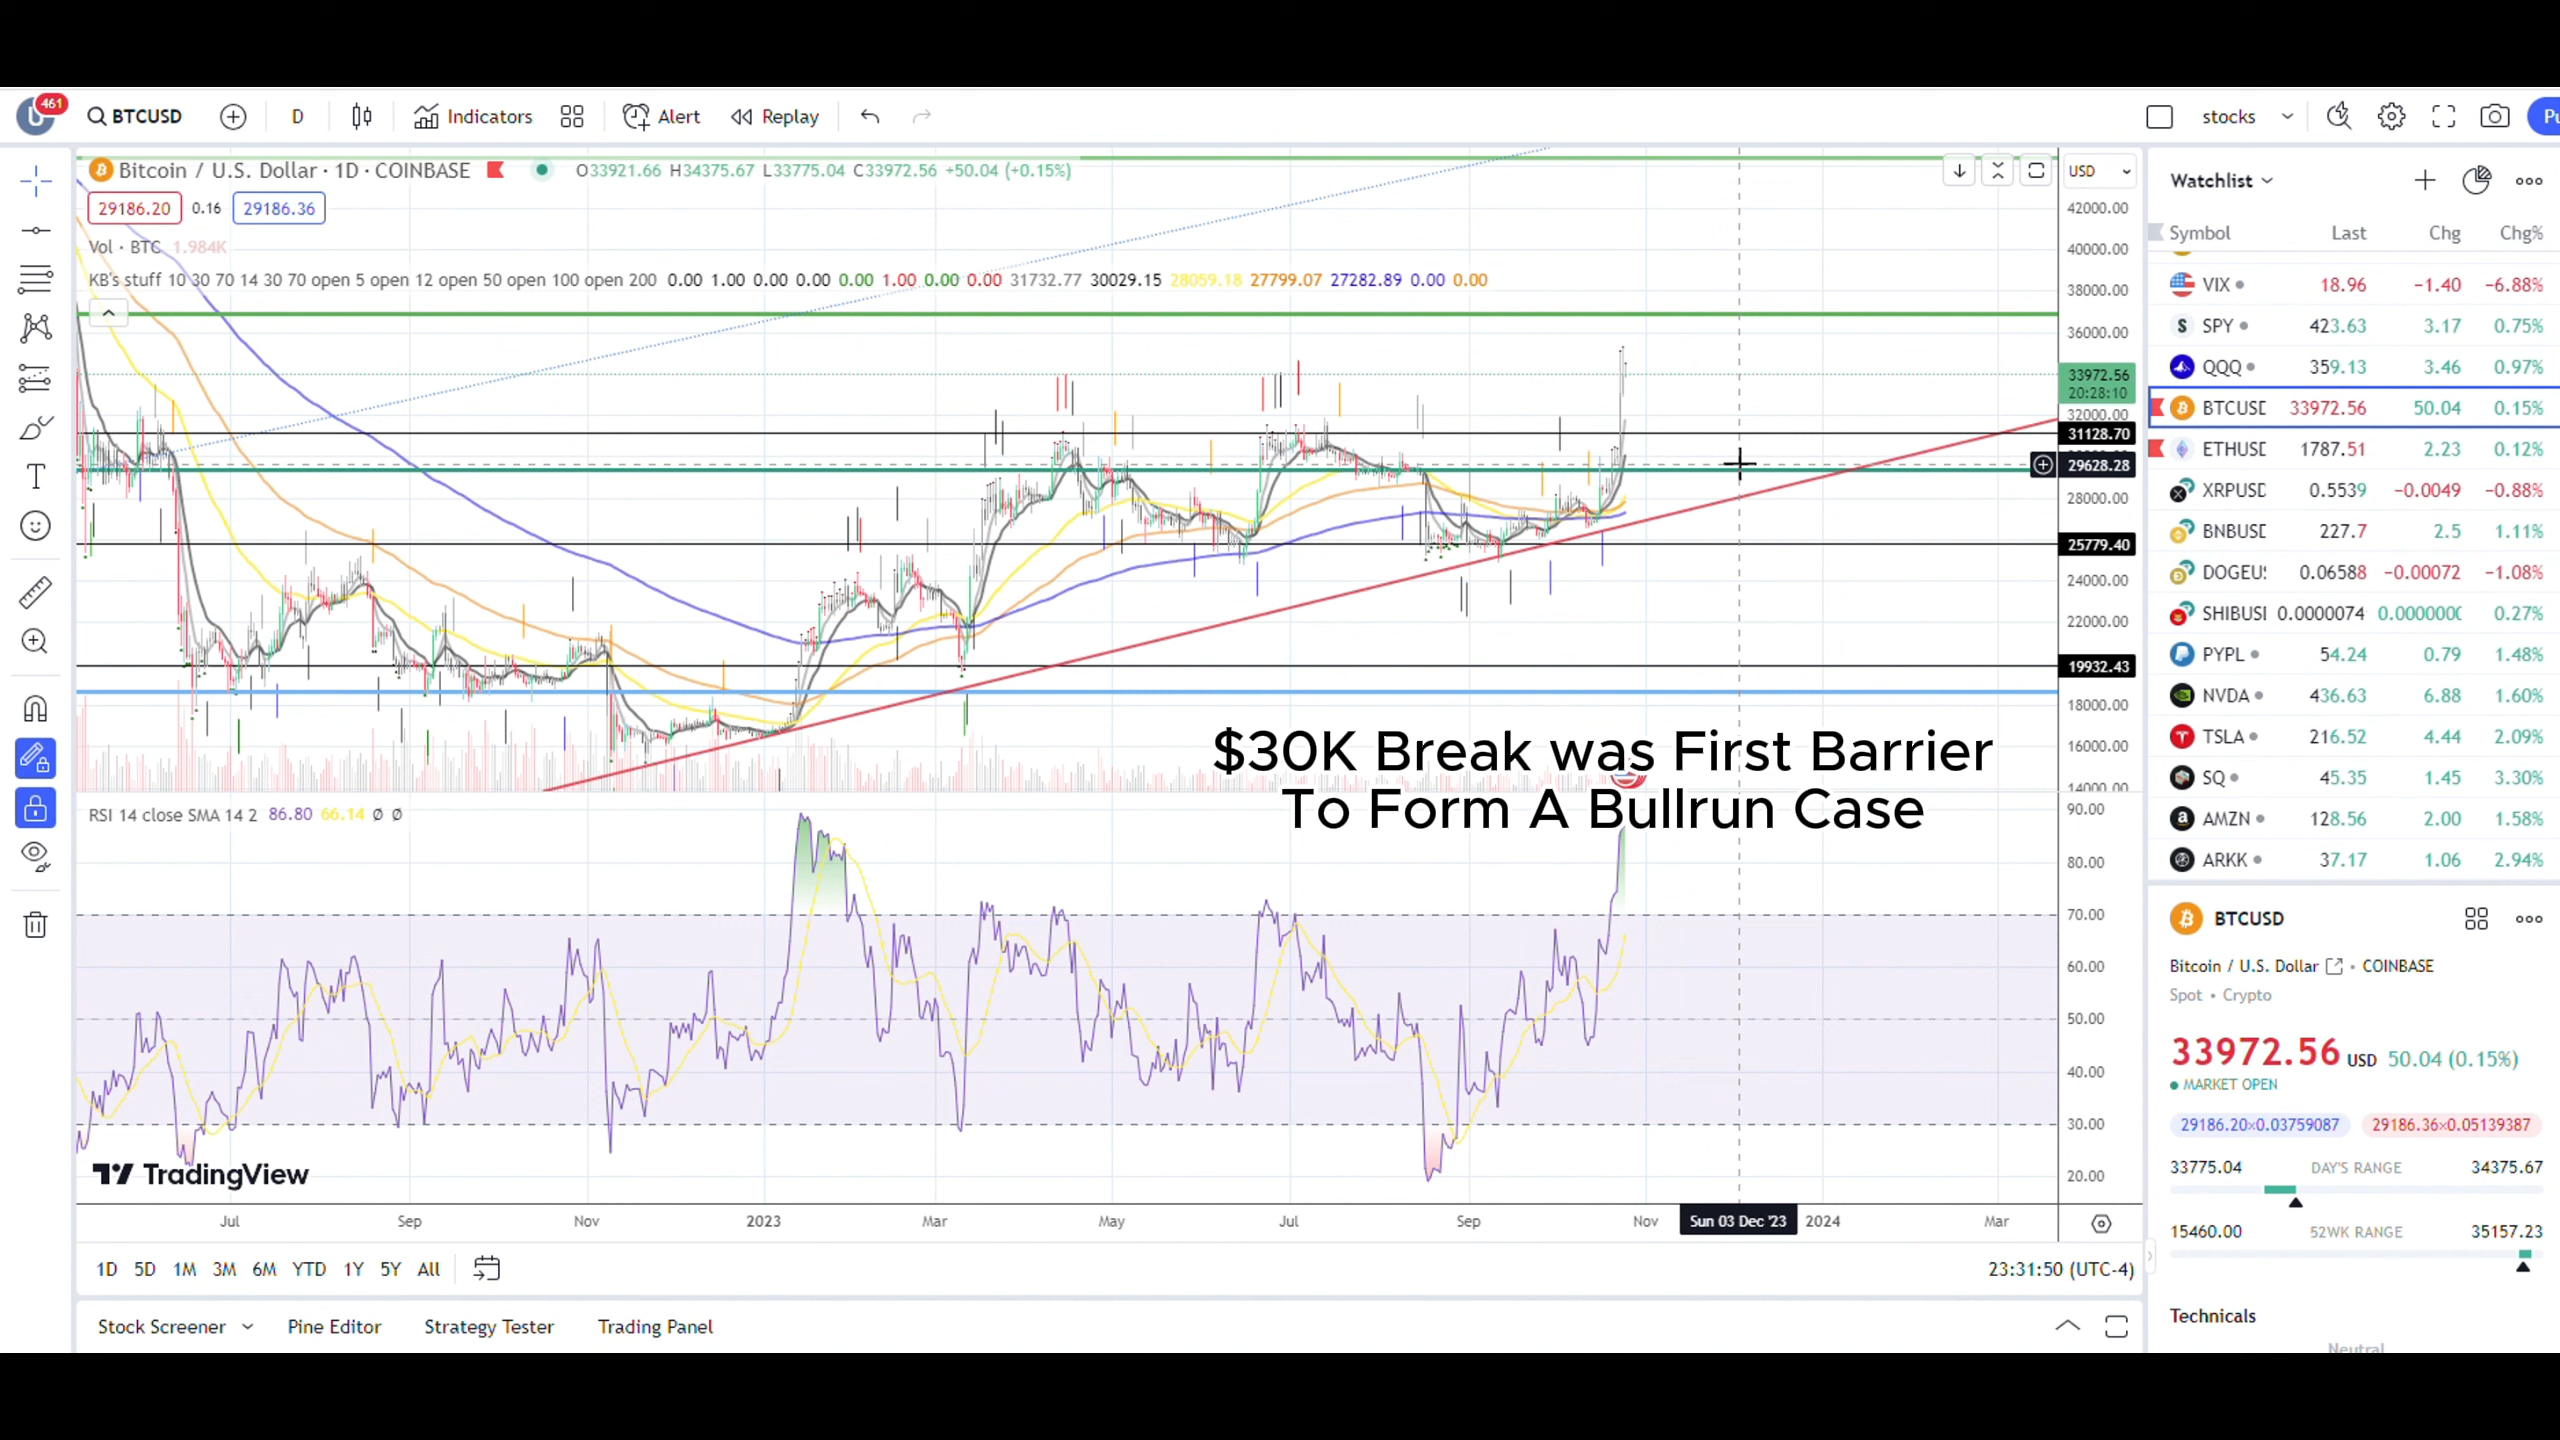 461
BTCUSD
D
Indicators
Alert
Replay
stocks
Bitcoin / U.S. Dollar · 1D · COINBASE
O33921.66 H34375.67 L33775.04 C33972.56 +50.04 (+0.15%)
29186.20 0.16 29186.36
Vol · BTC 1.984K
KB's stuff 10 30 70 14 30 70 open 5 open 12 open 50 open 100 open 200 0.00 1.00 0.00 0.00 0.00 1.00 0.00 0.00 31732.77 30029.15 28059.18 27799.07 27282.89 0.00 0.00
USD
42000.00
40000.00
38000.00
36000.00
33972.56
20:28:10
32000.00
31128.70
29628.28
28000.00
25779.40
24000.00
22000.00
19932.43
18000.00
16000.00
14000.00
$30K Break was First Barrier
To Form A Bullrun Case
RSI 14 close SMA 14 2 86.80 66.14 Ø Ø
90.00
80.00
70.00
60.00
50.00
40.00
30.00
20.00
TradingView
Jul Sep Nov 2023 Mar May Jul Sep Nov Sun 03 Dec '23 2024 Mar
1D 5D 1M 3M 6M YTD 1Y 5Y All
23:31:50 (UTC-4)
Stock Screener Pine Editor Strategy Tester Trading Panel
Watchlist
Symbol Last Chg Chg%
VIX 18.96 −1.40 −6.88%
SPY 423.63 3.17 0.75%
QQQ 359.13 3.46 0.97%
BTCUSD 33972.56 50.04 0.15%
ETHUSD 1787.51 2.23 0.12%
XRPUSD 0.5539 −0.0049 −0.88%
BNBUSD 227.7 2.5 1.11%
DOGEU 0.06588 −0.00072 −1.08%
SHIBUSI 0.0000074 0.0000000 0.27%
PYPL 54.24 0.79 1.48%
NVDA 436.63 6.88 1.60%
TSLA 216.52 4.44 2.09%
SQ 45.35 1.45 3.30%
AMZN 128.56 2.00 1.58%
ARKK 37.17 1.06 2.94%
BTCUSD
Bitcoin / U.S. Dollar • COINBASE
Spot • Crypto
33972.56 USD 50.04 (0.15%)
MARKET OPEN
29186.20×0.03759087 29186.36×0.05139387
33775.04 DAY'S RANGE 34375.67
15460.00 52WK RANGE 35157.23
Technicals
Neutral